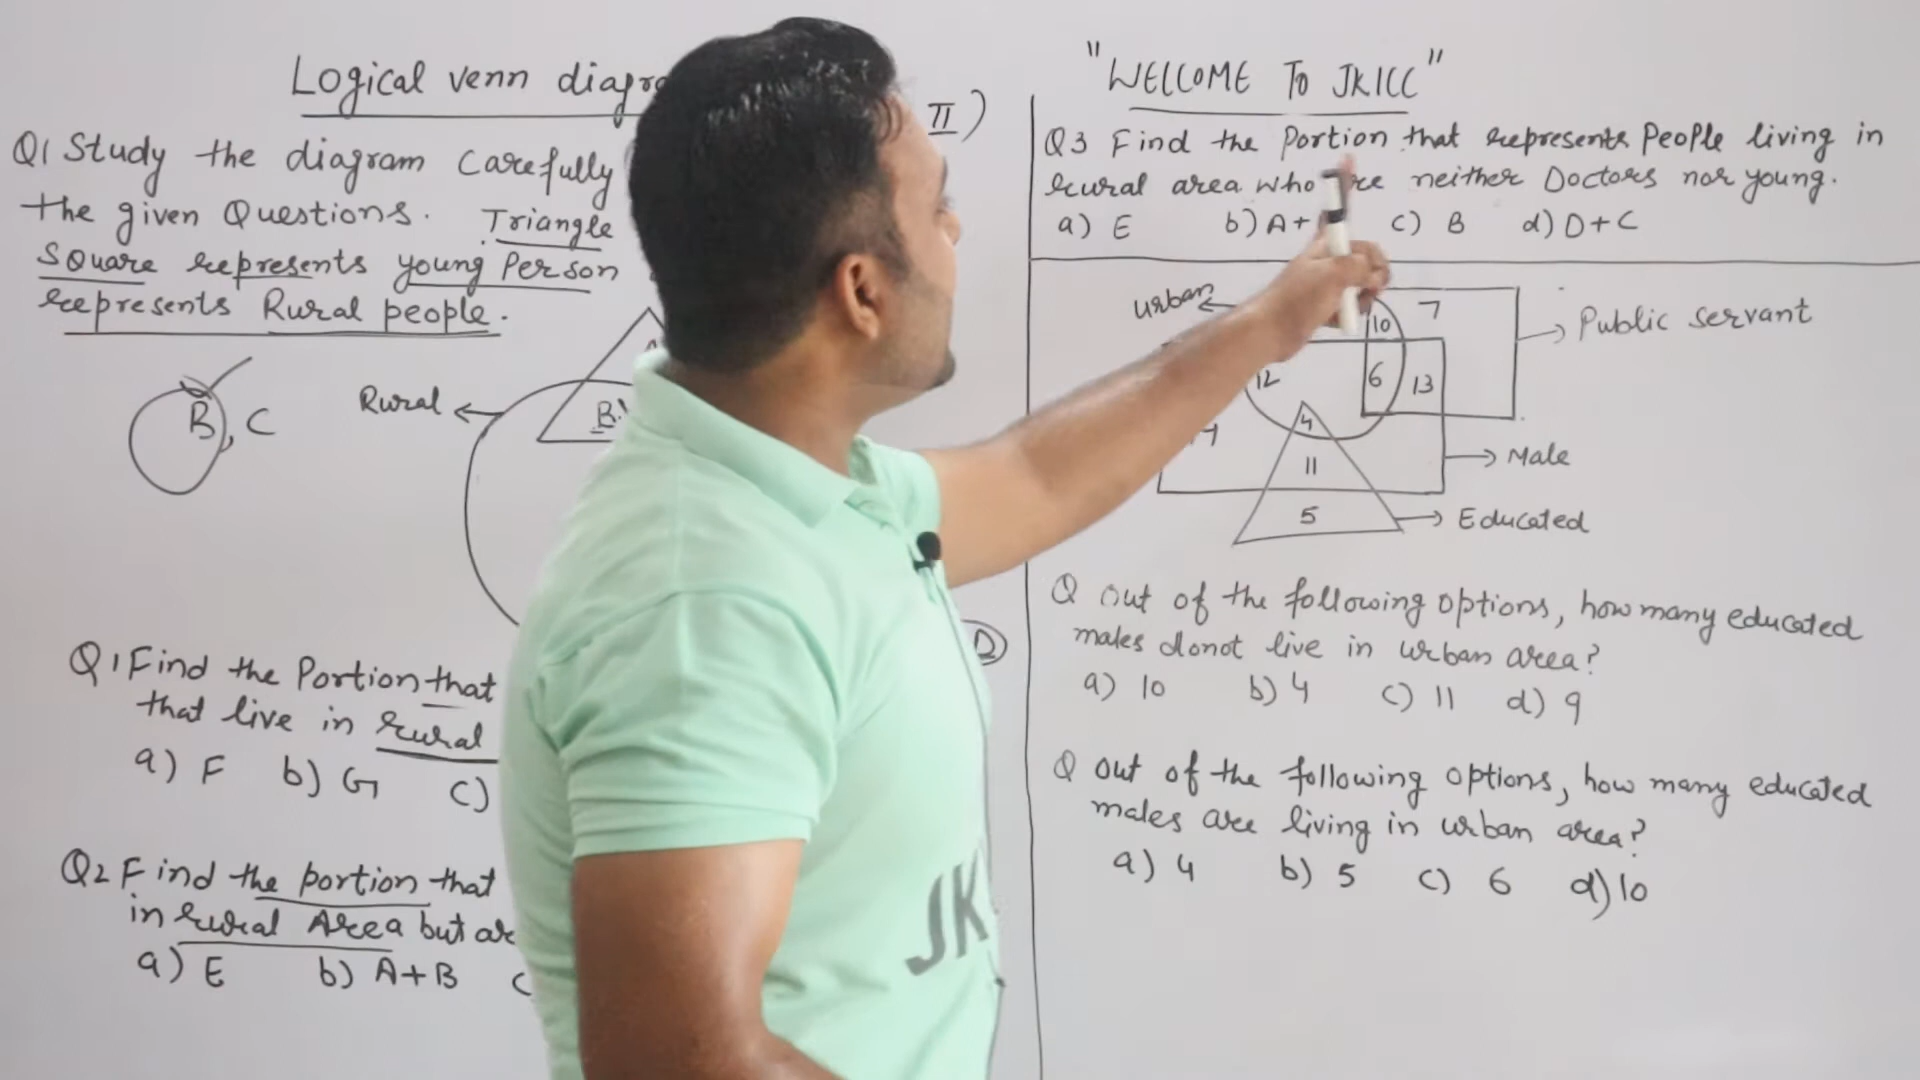 Logical venn
II)
Q1 Study the diagram carefully
the given Questions. Triangle
Square represents young Person
represents Rural people.
Rural
B
B, C
D
Q1 Find the Portion that
that live in rural
a) F b) G c)
Q2 Find the portion that
in rural Area but
a) E b) A+B c
"WELCOME TO JKICC"
Q3 Find the Portion that represents People living in
rural area who neither Doctors nor young.
a) E b) A+ c) B d) D+C
urban
10 7
Public servant
12 6 13
4
11
Male
5
Educated
Q out of the following options, how many educated
males donot live in urban area?
a) 10 b) 4 c) 11 d) 9
Q out of the following options, how many educated
males are living in urban area?
a) 4 b) 5 c) 6 d) 10
JK